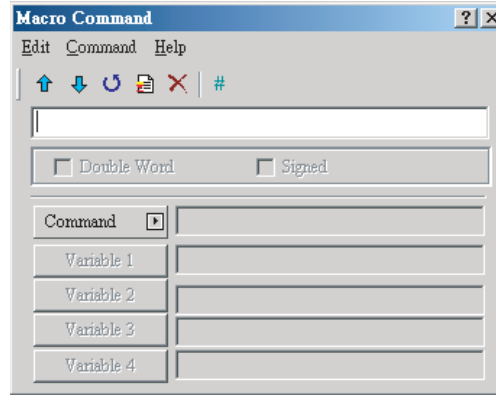 Macro Command
Edit Command Help
#
Double Word Signed
Command
Variable 1
Variable 2
Variable 3
Variable 4